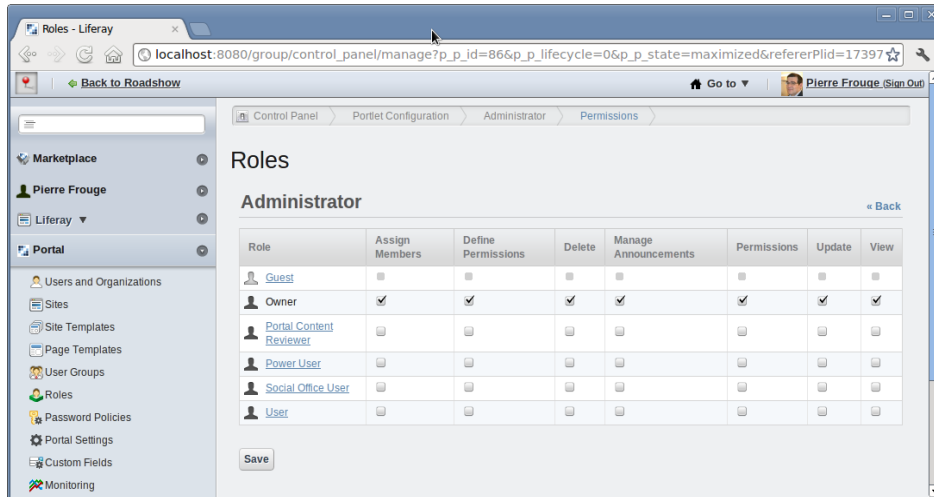 Roles - Liferay
localhost:8080/group/control_panel/manage?p_p_id=86&p_p_lifecycle=0&p_p_state=maximized&refererPlid=17397
Back to Roadshow
Go to ▼
Pierre Frouge (Sign Out)
Control Panel
Portlet Configuration
Administrator
Permissions
Marketplace
Pierre Frouge
Liferay ▼
Portal
Users and Organizations
Sites
Site Templates
Page Templates
User Groups
Roles
Password Policies
Portal Settings
Custom Fields
Monitoring
Roles
Administrator
« Back
Role Assign Members Define Permissions Delete Manage Announcements Permissions Update View
Guest
Owner
Portal Content
Reviewer
Power User
Social Office User
User
Save